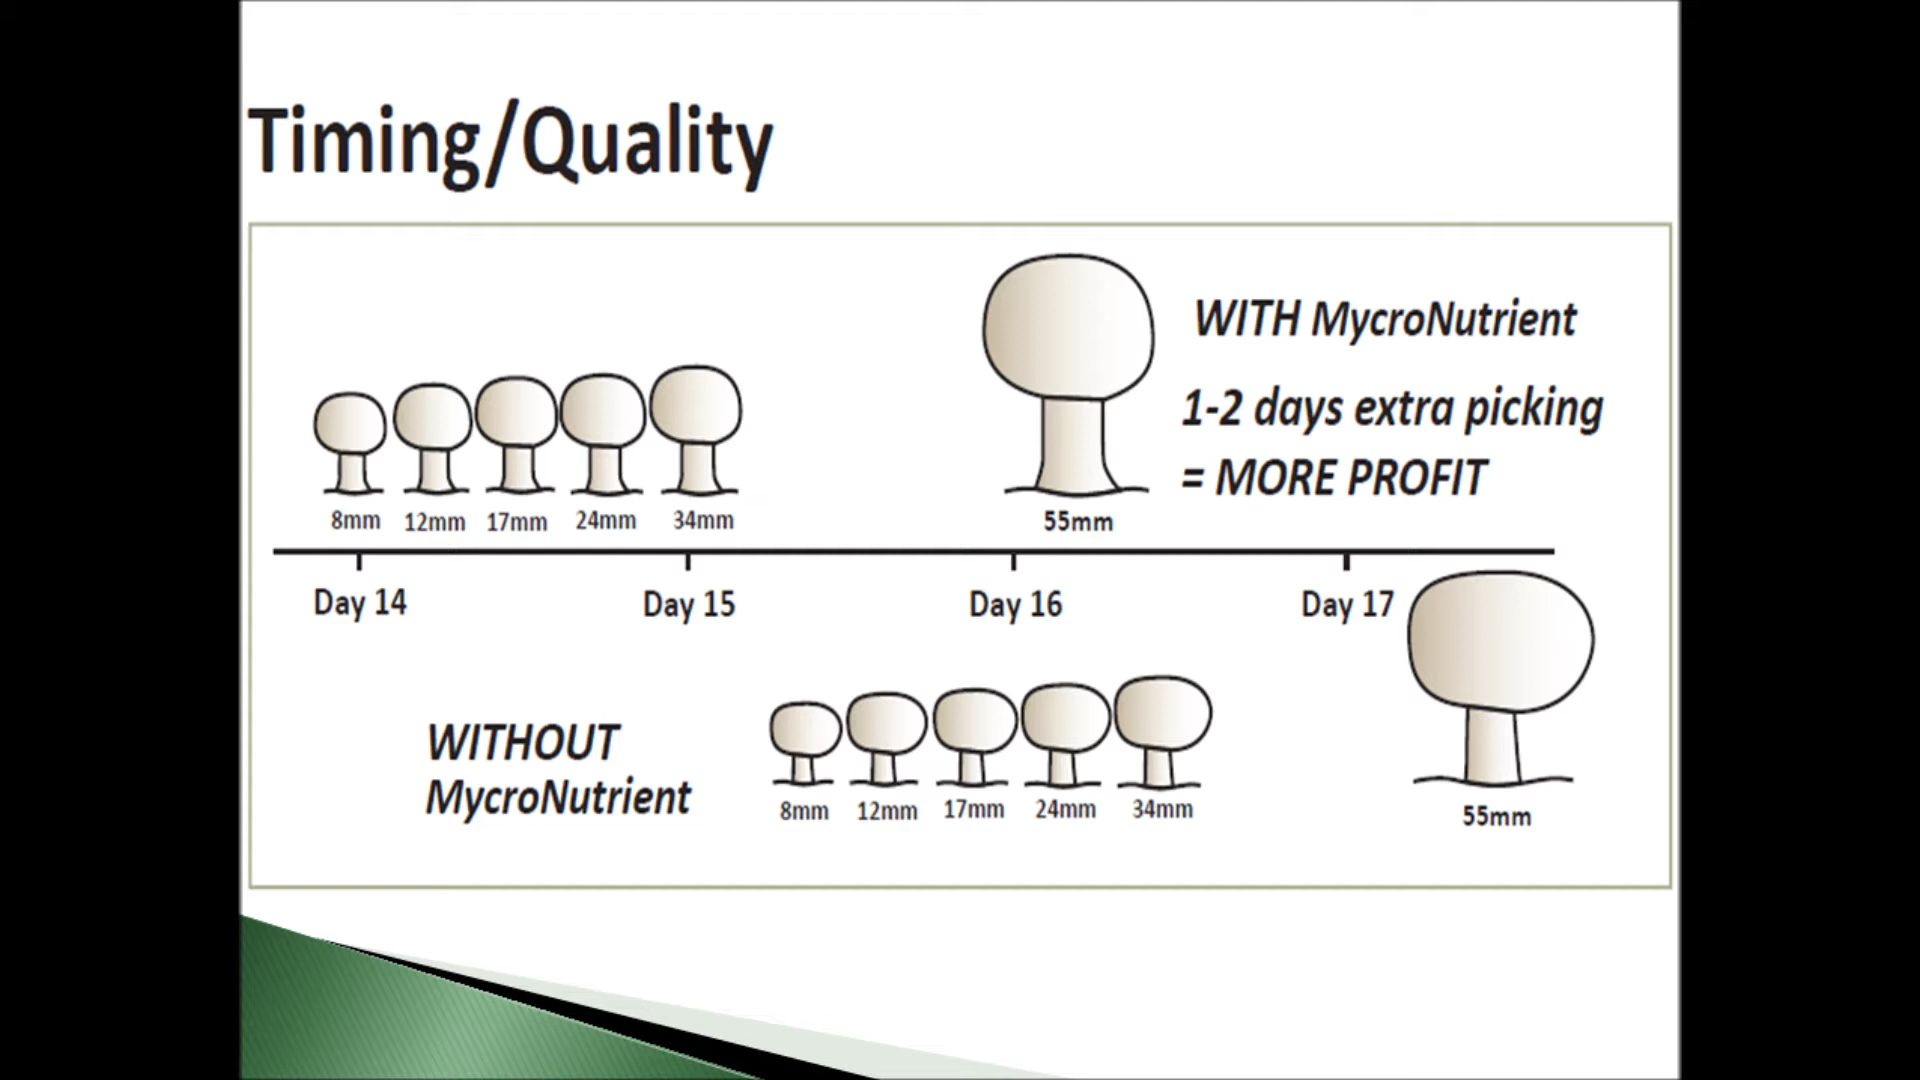 Timing/Quality
WITH MycroNutrient
1-2 days extra picking
= MORE PROFIT
8mm 12mm 17mm 24mm 34mm 55mm
Day 14 Day 15 Day 16 Day 17
WITHOUT
MycroNutrient
8mm 12mm 17mm 24mm 34mm 55mm